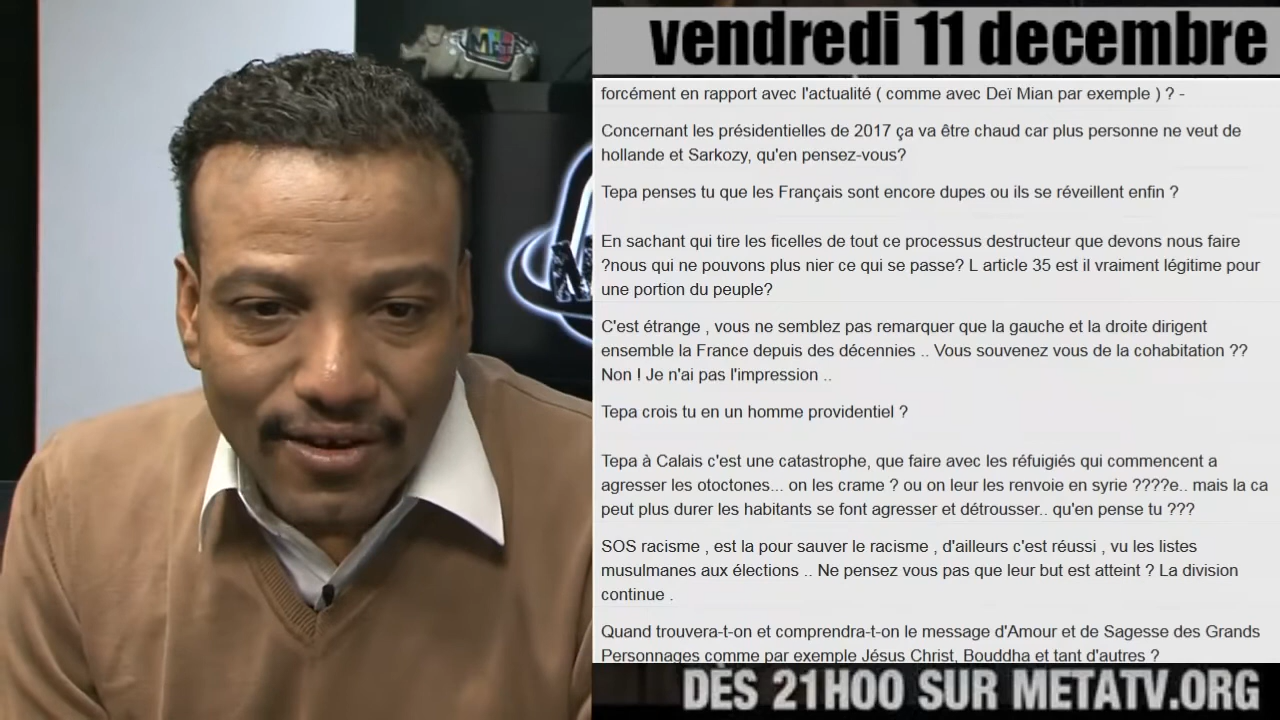 META
vendredi 11 decembre
forcément en rapport avec l'actualité ( comme avec Deï Mian par exemple ) ? -
Concernant les présidentielles de 2017 ça va être chaud car plus personne ne veut de
hollande et Sarkozy, qu'en pensez-vous?
Tepa penses tu que les Français sont encore dupes ou ils se réveillent enfin ?
En sachant qui tire les ficelles de tout ce processus destructeur que devons nous faire
?nous qui ne pouvons plus nier ce qui se passe? L article 35 est il vraiment légitime pour
une portion du peuple?
C'est étrange , vous ne semblez pas remarquer que la gauche et la droite dirigent
ensemble la France depuis des décennies .. Vous souvenez vous de la cohabitation ??
Non ! Je n'ai pas l'impression ..
Tepa crois tu en un homme providentiel ?
Tepa à Calais c'est une catastrophe, que faire avec les réfuigiés qui commencent a
agresser les otoctones... on les crame ? ou on leur les renvoie en syrie ????e.. mais la ca
peut plus durer les habitants se font agresser et détrousser.. qu'en pense tu ???
SOS racisme , est la pour sauver le racisme , d'ailleurs c'est réussi , vu les listes
musulmanes aux élections .. Ne pensez vous pas que leur but est atteint ? La division
continue .
Quand trouvera-t-on et comprendra-t-on le message d'Amour et de Sagesse des Grands
Personnages comme par exemple Jésus Christ, Bouddha et tant d'autres ?
DÈS 21H00 SUR METATV.ORG